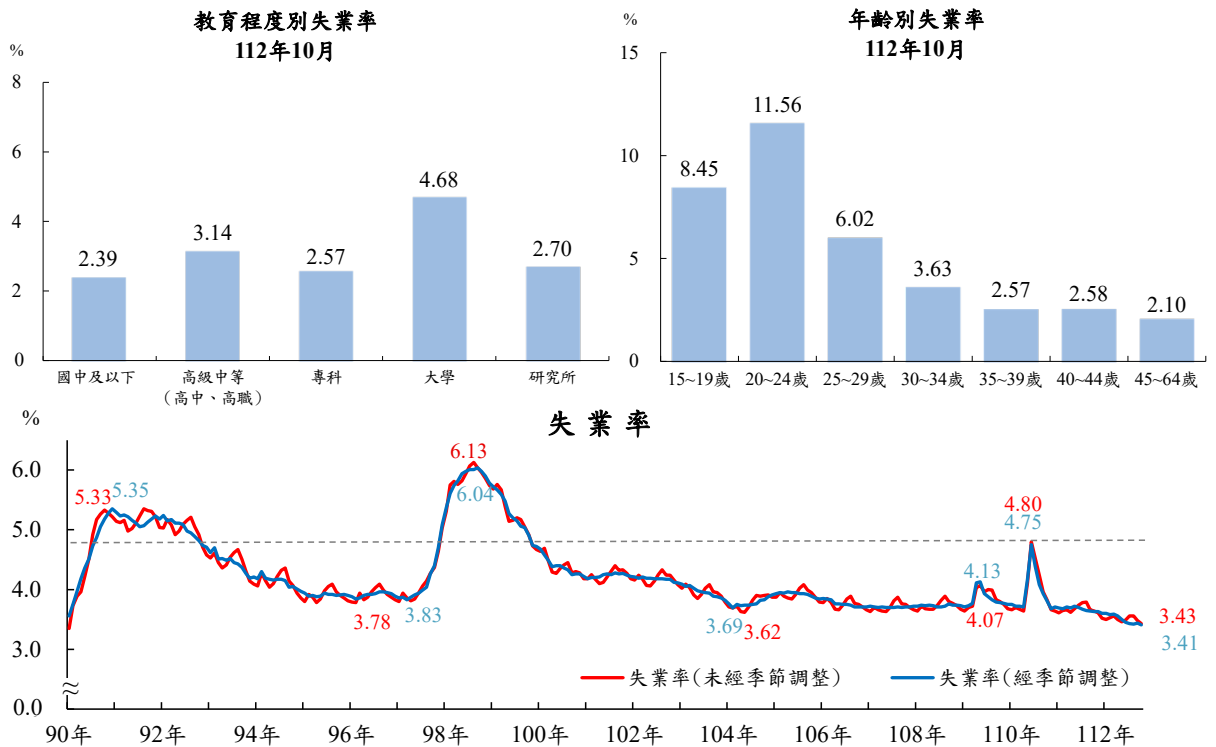 教育程度別失業率
112年10月
%
8
6
4
2
0
2.39
3.14
2.57
4.68
2.70
國中及以下
高級中等
(高中、高職)
專科
大學
研究所
年齡別失業率
112年10月
%
15
10
5
0
8.45
11.56
6.02
3.63
2.57
2.58
2.10
15~19歲
20~24歲
25~29歲
30~34歲
35~39歲
40~44歲
45~64歲
失業率
%
6.0
5.0
4.0
3.0
0.0
5.33
5.35
3.78
3.83
6.13
6.04
3.69
3.62
4.13
4.07
4.80
4.75
3.43
3.41
失業率(未經季節調整)
失業率(經季節調整)
90年
92年
94年
96年
98年
100年
102年
104年
106年
108年
110年
112年